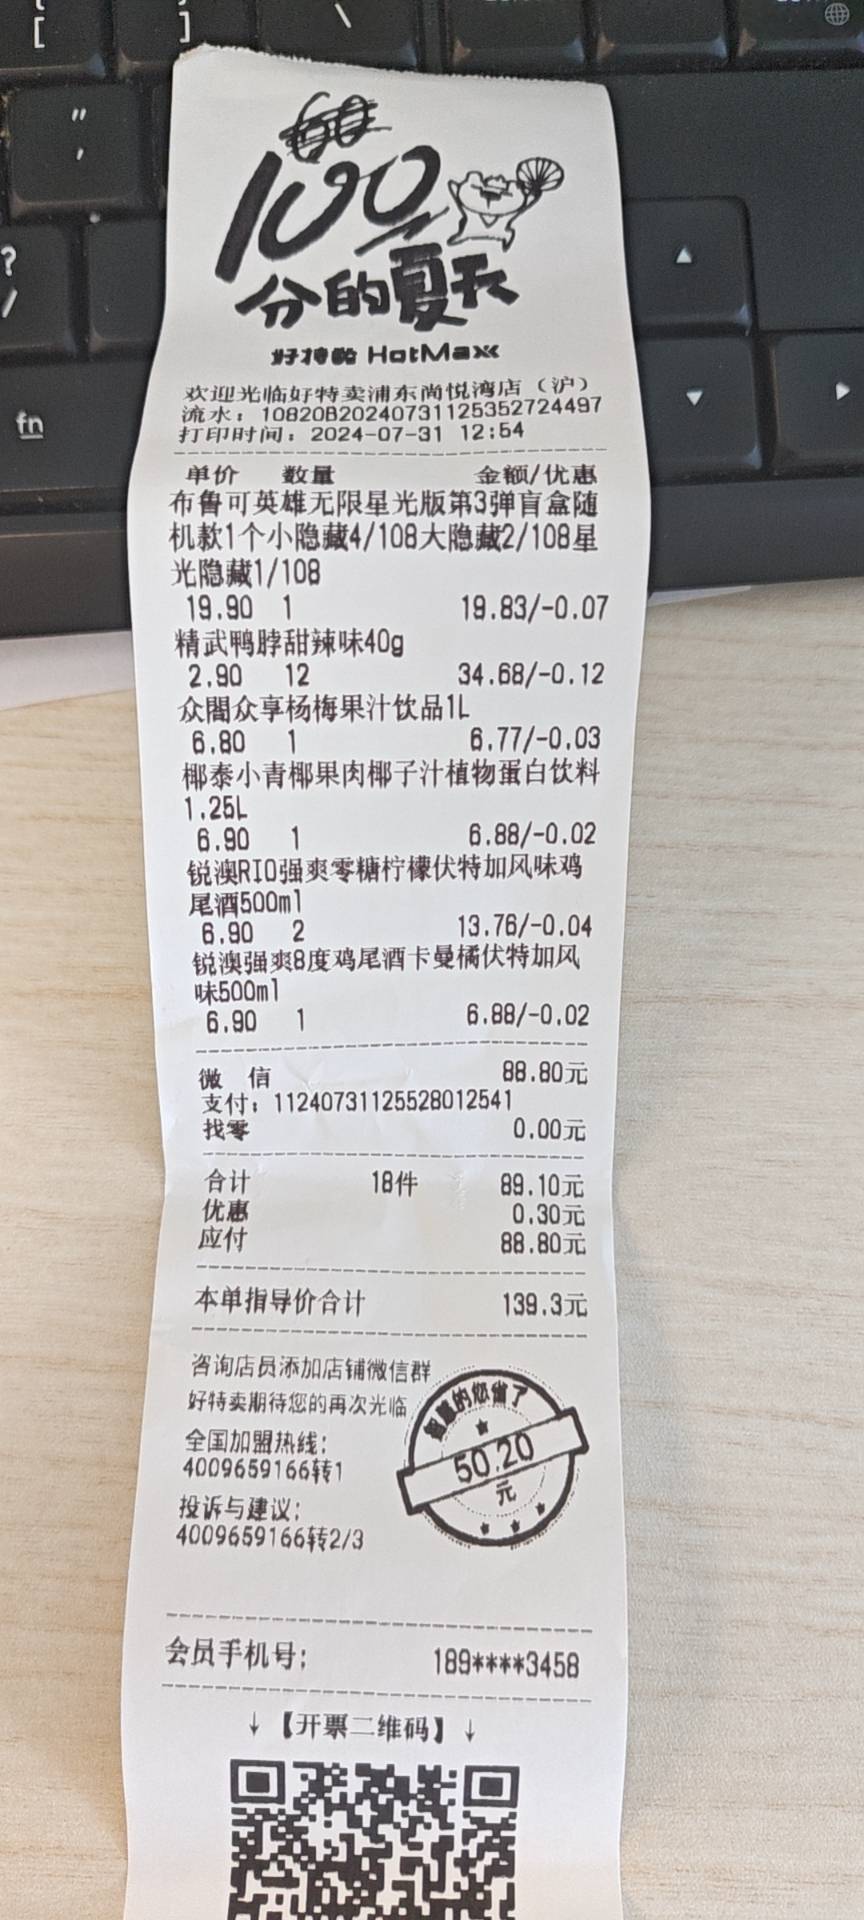 100
分的夏天
好特卖 HotMaxx
欢迎光临好特卖浦东尚悦湾店（沪）
流水：10820B202407311253527​24497
打印时间：2024-07-31 12:54
单价 数量 金额/优惠
布鲁可英雄无限星光版第3弹盲盒随
机款1个小隐藏4/108大隐藏2/108星
光隐藏1/108
19.90 1 19.83/-0.07
精武鸭脖甜辣味40g
2.90 12 34.68/-0.12
众閤众享杨梅果汁饮品1L
6.80 1 6.77/-0.03
椰泰小青椰果肉椰子汁植物蛋白饮料
1.25L
6.90 1 6.88/-0.02
锐澳RIO强爽零糖柠檬伏特加风味鸡
尾酒500ml
6.90 2 13.76/-0.04
锐澳强爽8度鸡尾酒卡曼橘伏特加风
味500ml
6.90 1 6.88/-0.02
微 信 88.80元
支付：11240731125528012541
找零 0.00元
合计 18件 89.10元
优惠 0.30元
应付 88.80元
本单指导价合计 139.3元
咨询店员添加店铺微信群
好特卖期待您的再次光临
智慧的您省了
50.20
元
全国加盟热线：
4009659166转1
投诉与建议：
4009659166转2/3
会员手机号： 189****3458
↓【开票二维码】↓
fn